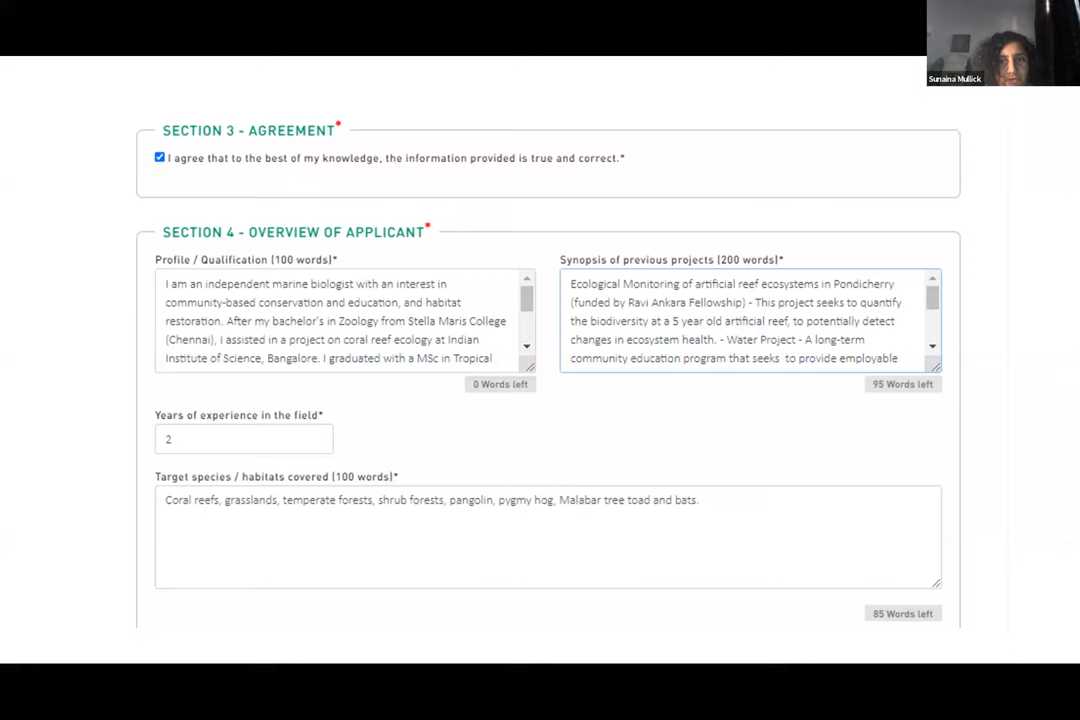 Sunaina Mullick
SECTION 3 - AGREEMENT*
I agree that to the best of my knowledge, the information provided is true and correct.*
SECTION 4 - OVERVIEW OF APPLICANT*
Profile / Qualification (100 words)*
I am an independent marine biologist with an interest in
community-based conservation and education, and habitat
restoration. After my bachelor's in Zoology from Stella Maris College
(Chennai), I assisted in a project on coral reef ecology at Indian
Institute of Science, Bangalore. I graduated with a MSc in Tropical
0 Words left
Synopsis of previous projects (200 words)*
Ecological Monitoring of artificial reef ecosystems in Pondicherry
(funded by Ravi Ankara Fellowship) - This project seeks to quantify
the biodiversity at a 5 year old artificial reef, to potentially detect
changes in ecosystem health. - Water Project - A long-term
community education program that seeks to provide employable
95 Words left
Years of experience in the field*
2
Target species / habitats covered (100 words)*
Coral reefs, grasslands, temperate forests, shrub forests, pangolin, pygmy hog, Malabar tree toad and bats.
85 Words left